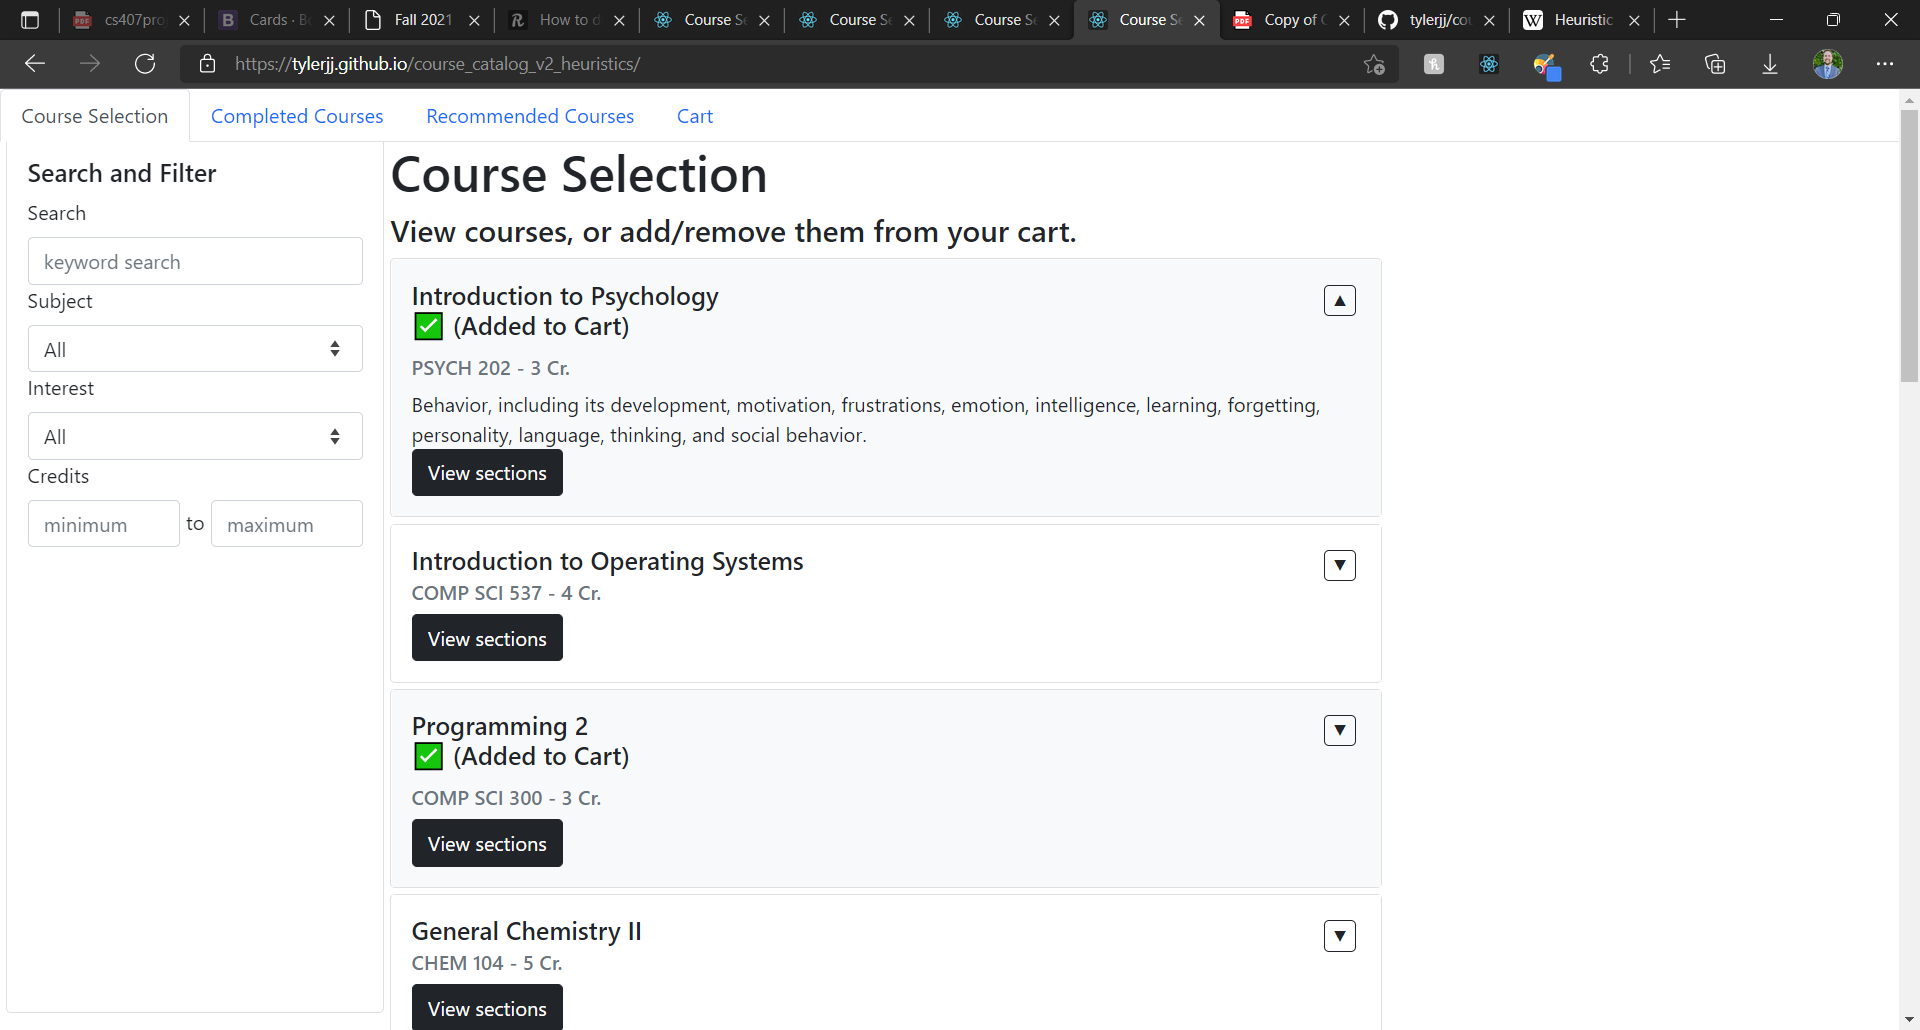 cs407pro
Cards · Bo
Fall 2021
How to d
Course Se
Course Se
Course Se
Course Se
Copy of C
tylerjj/cou
Heuristic
https://tylerjj.github.io/course_catalog_v2_heuristics/
Course Selection
Completed Courses
Recommended Courses
Cart
Search and Filter
Search
keyword search
Subject
All
Interest
All
Credits
minimum to maximum
Course Selection
View courses, or add/remove them from your cart.
Introduction to Psychology
✅ (Added to Cart)
▲
PSYCH 202 - 3 Cr.
Behavior, including its development, motivation, frustrations, emotion, intelligence, learning, forgetting,
personality, language, thinking, and social behavior.
View sections
Introduction to Operating Systems
▼
COMP SCI 537 - 4 Cr.
View sections
Programming 2
✅ (Added to Cart)
▼
COMP SCI 300 - 3 Cr.
View sections
General Chemistry II
▼
CHEM 104 - 5 Cr.
View sections